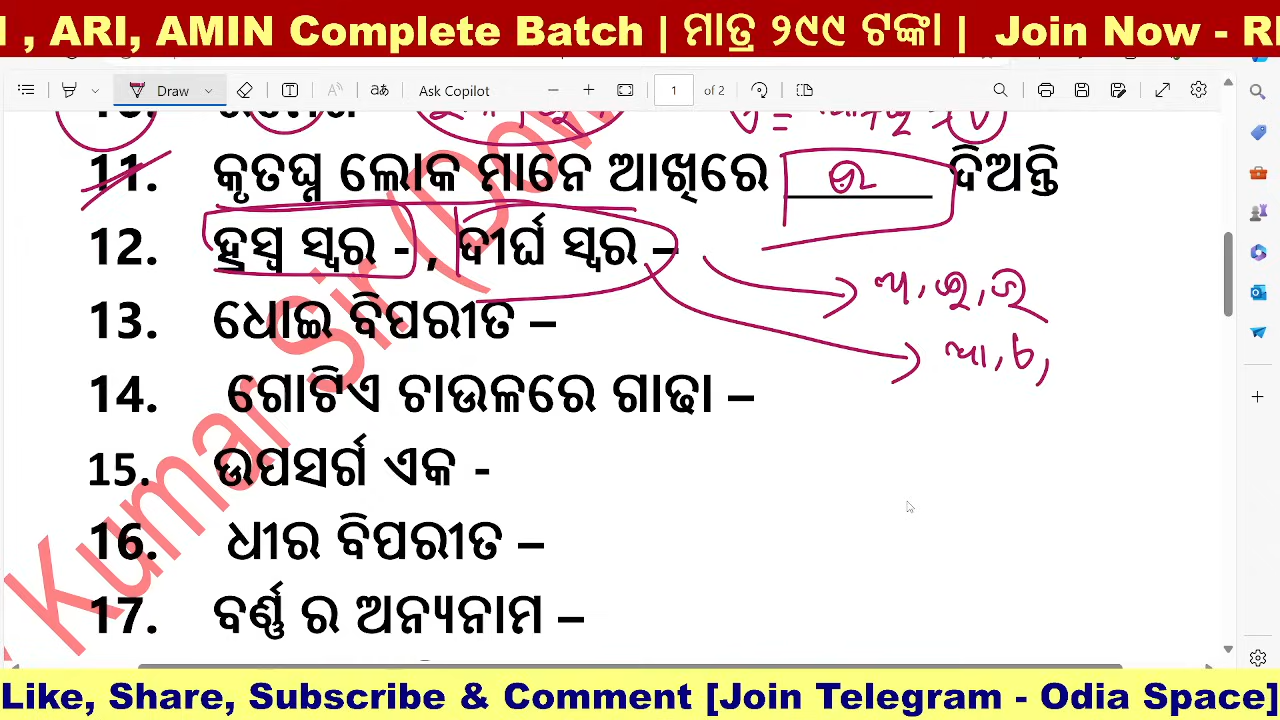 , ARI, AMIN Complete Batch | ମାତ୍ର ୨୯୯ ଟଙ୍କା | Join Now - R
Draw
Ask Copilot
1 of 2
11. କୃତଘ୍ନ ଲୋକ ମାନେ ଆଖିରେ ________ ଦିଅନ୍ତି
12. ହ୍ରସ୍ୱ ସ୍ୱର - , ଦୀର୍ଘ ସ୍ୱର –
ଅ, ଇ, ଉ
13. ଧୋଇ ବିପରୀତ –
ଆ,
14. ଗୋଟିଏ ଚାଉଳରେ ଗାଢା –
15. ଉପସର୍ଗ ଏକ -
16. ଧୀର ବିପରୀତ –
17. ବର୍ଣ୍ଣ ର ଅନ୍ୟନାମ –
Kumar Sir (Dow
Like, Share, Subscribe & Comment [Join Telegram - Odia Space]